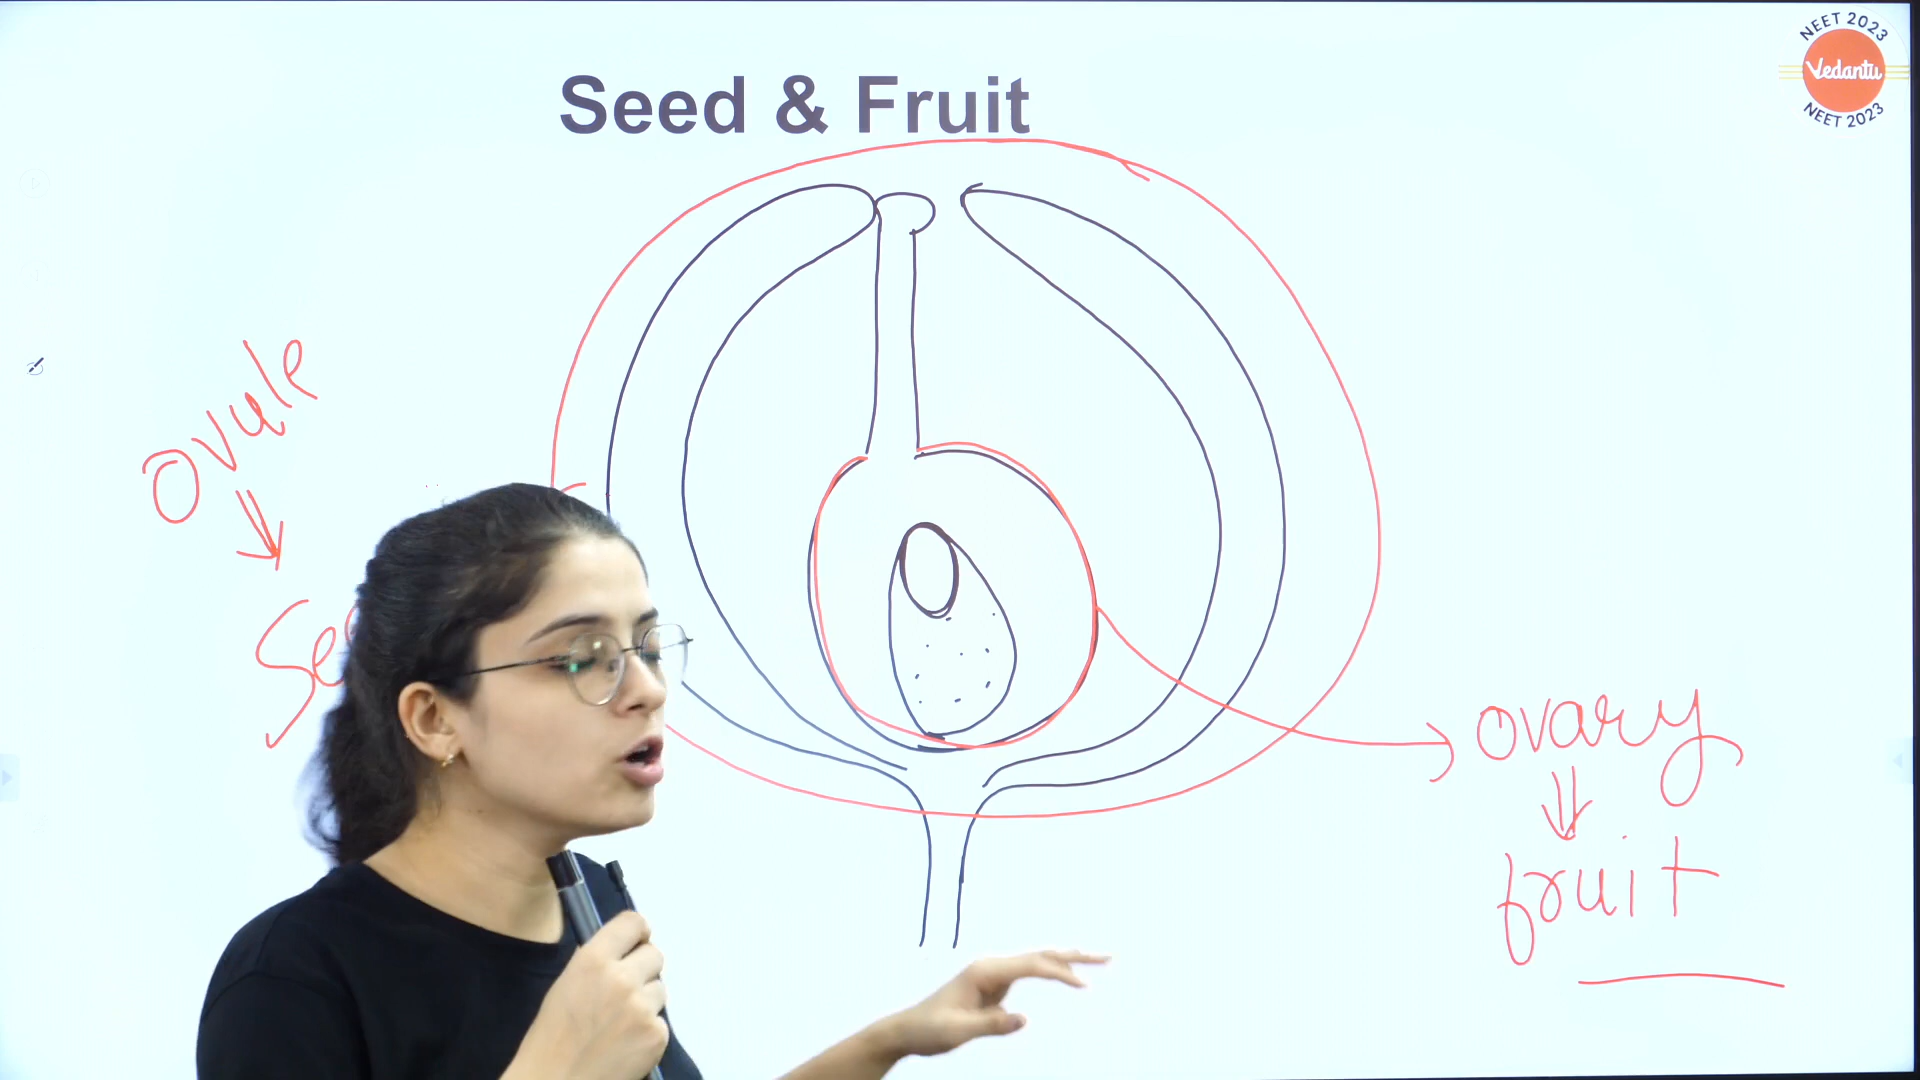 NEET 2023
Vedantu
NEET 2023
Seed & Fruit
Ovule
ovary
fruit